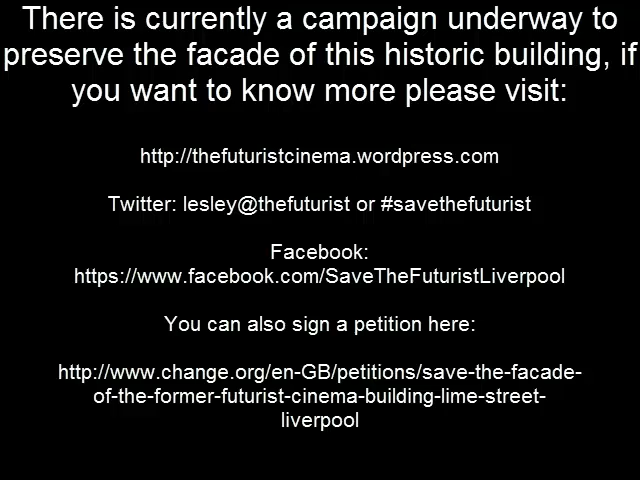 There is currently a campaign underway to
preserve the facade of this historic building, if
you want to know more please visit:
http://thefuturistcinema.wordpress.com
Twitter: lesley@thefuturist or #savethefuturist
Facebook:
https://www.facebook.com/SaveTheFuturistLiverpool
You can also sign a petition here:
http://www.change.org/en-GB/petitions/save-the-facade-
of-the-former-futurist-cinema-building-lime-street-
liverpool